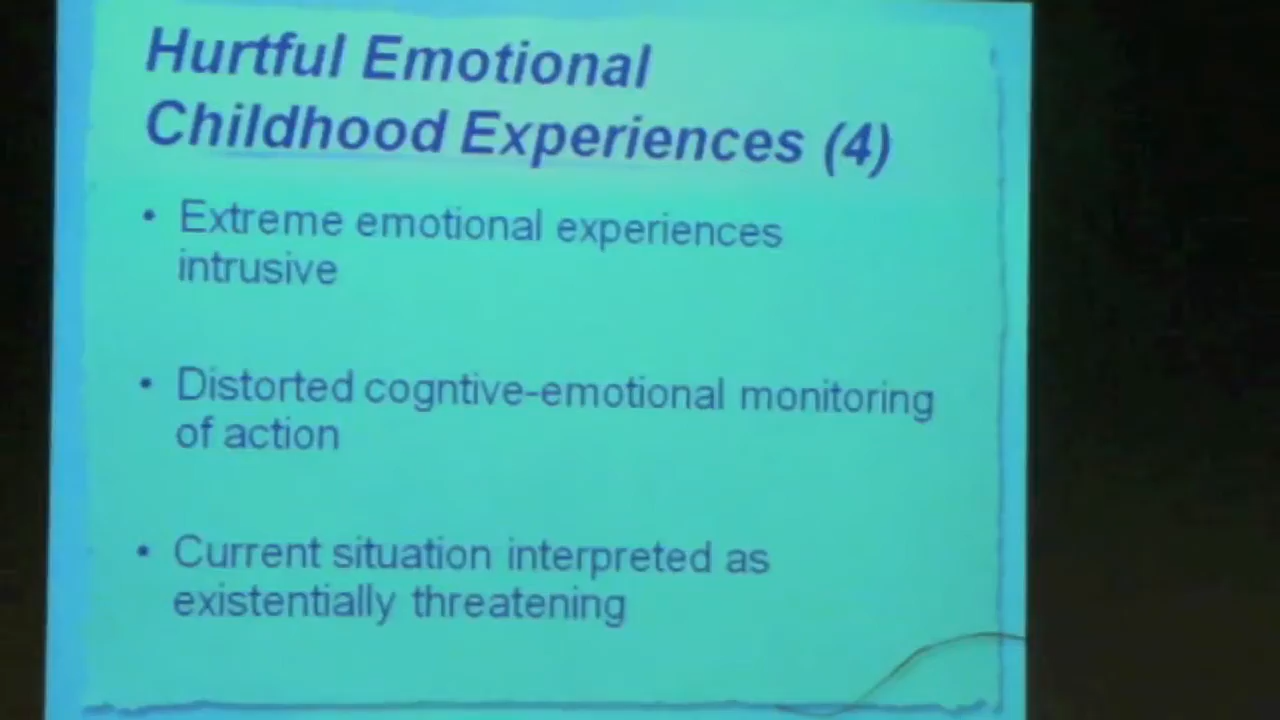 Hurtful Emotional
Childhood Experiences (4)
• Extreme emotional experiences
intrusive
• Distorted cogntive-emotional monitoring
of action
• Current situation interpreted as
existentially threatening